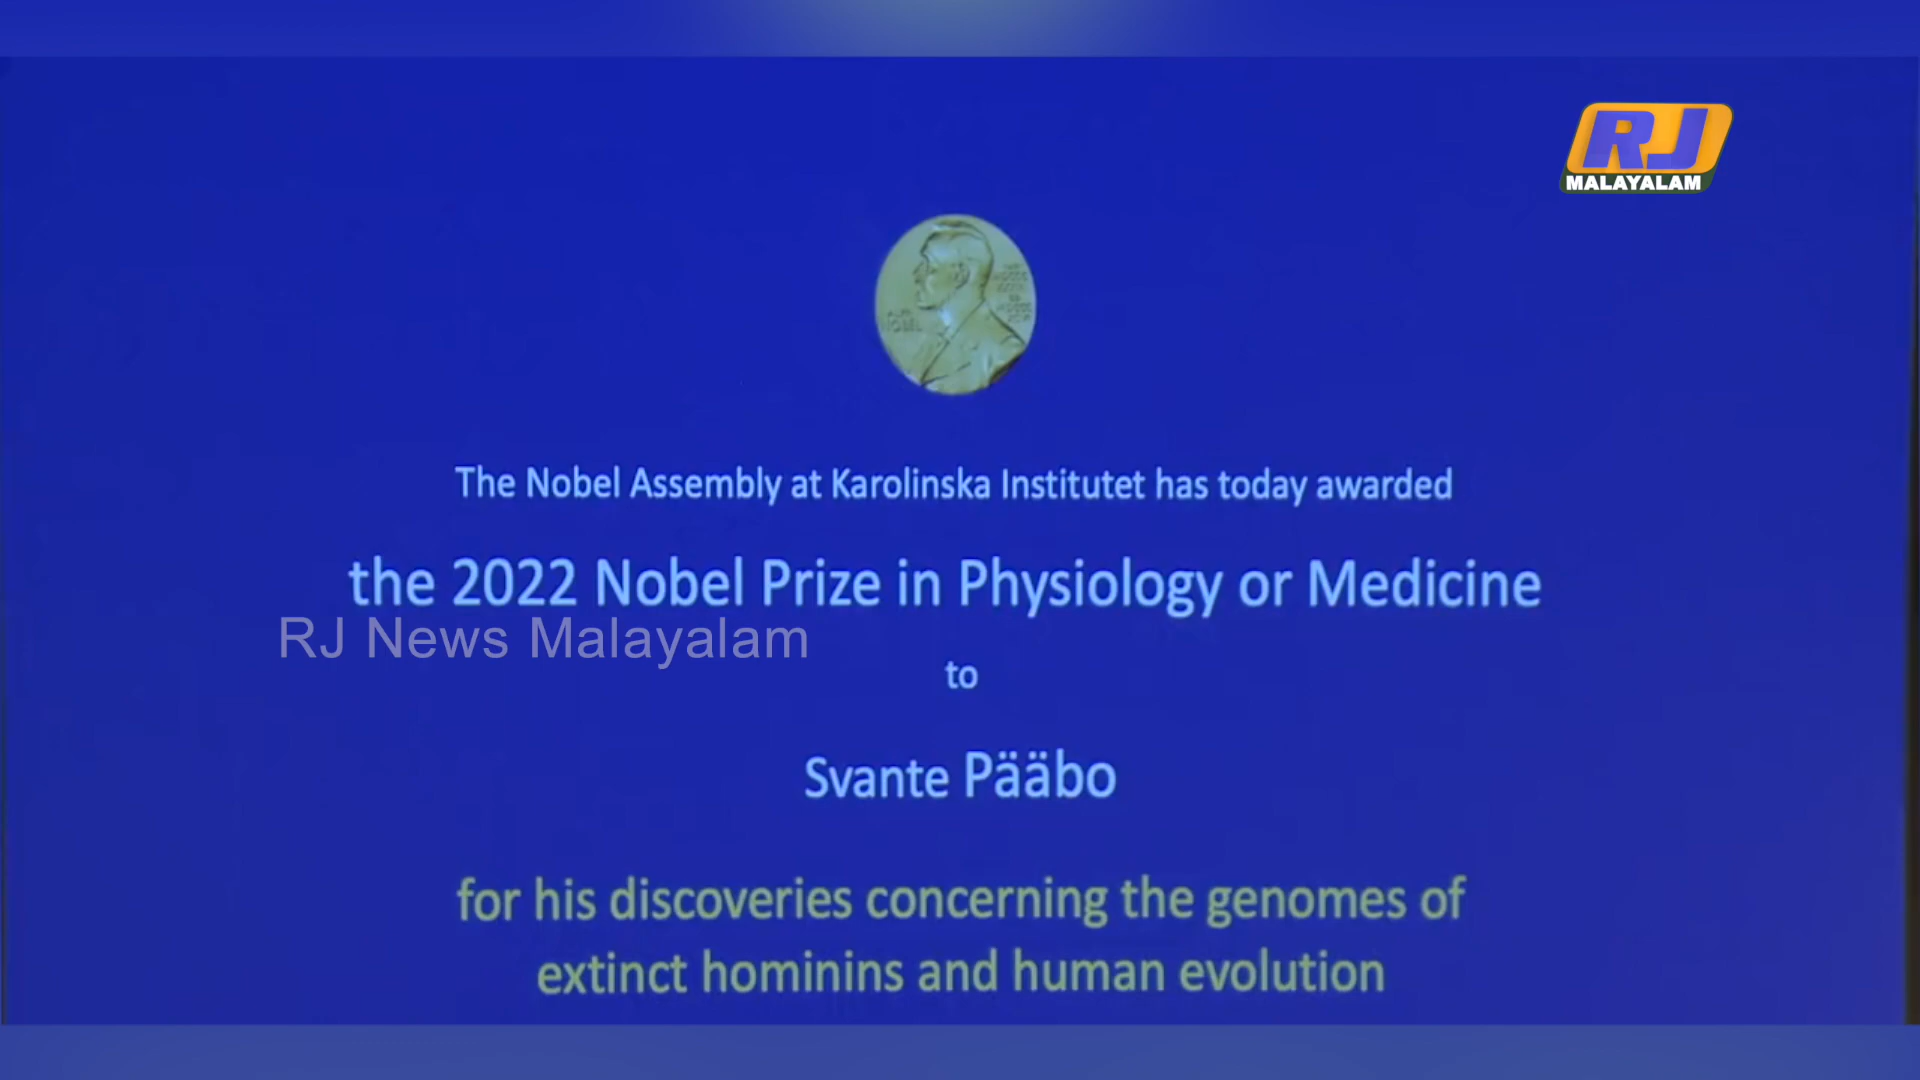 RJ
MALAYALAM
NOBEL
The Nobel Assembly at Karolinska Institutet has today awarded
the 2022 Nobel Prize in Physiology or Medicine
RJ News Malayalam
to
Svante Pääbo
for his discoveries concerning the genomes of
extinct hominins and human evolution